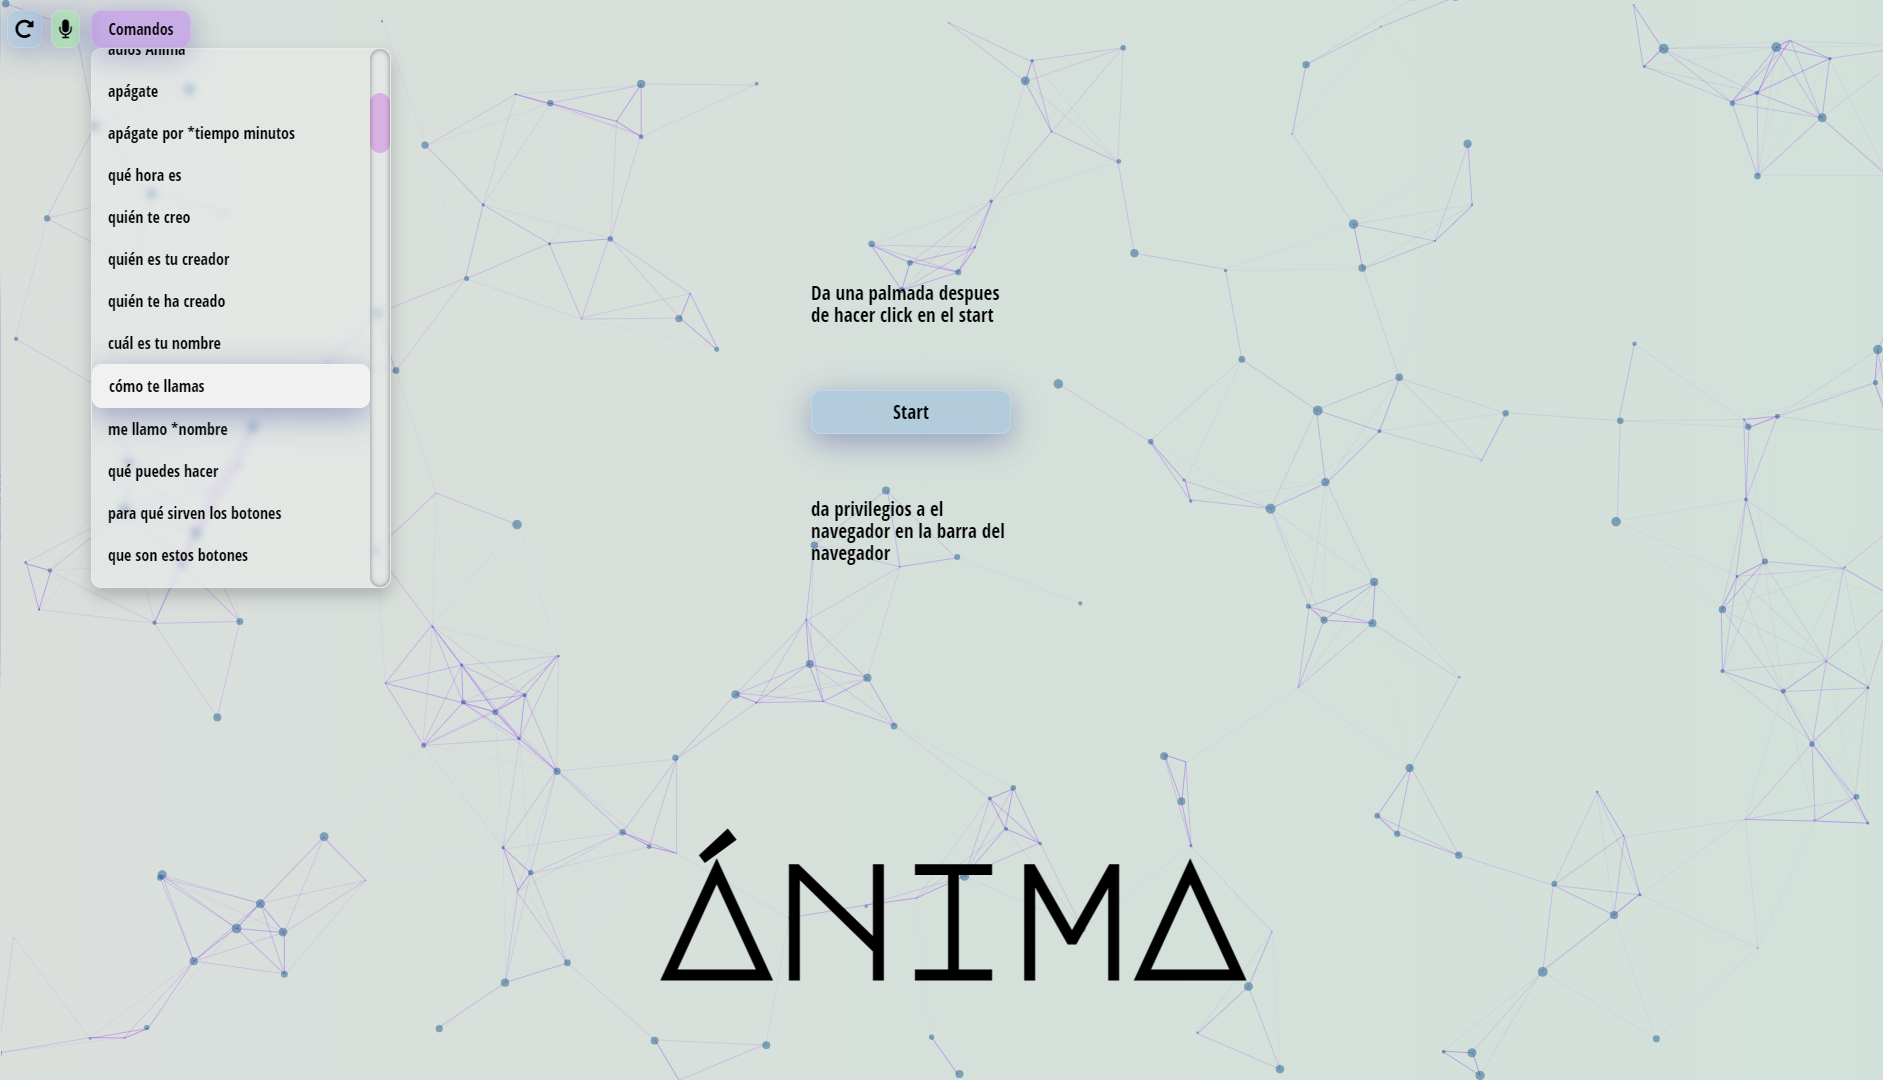 Comandos
adiós Ánima
apágate
apágate por *tiempo minutos
qué hora es
quién te creo
quién es tu creador
quién te ha creado
cuál es tu nombre
cómo te llamas
me llamo *nombre
qué puedes hacer
para qué sirven los botones
que son estos botones
Da una palmada despues
de hacer click en el start
Start
da privilegios a el
navegador en la barra del
navegador
ÁNIMA